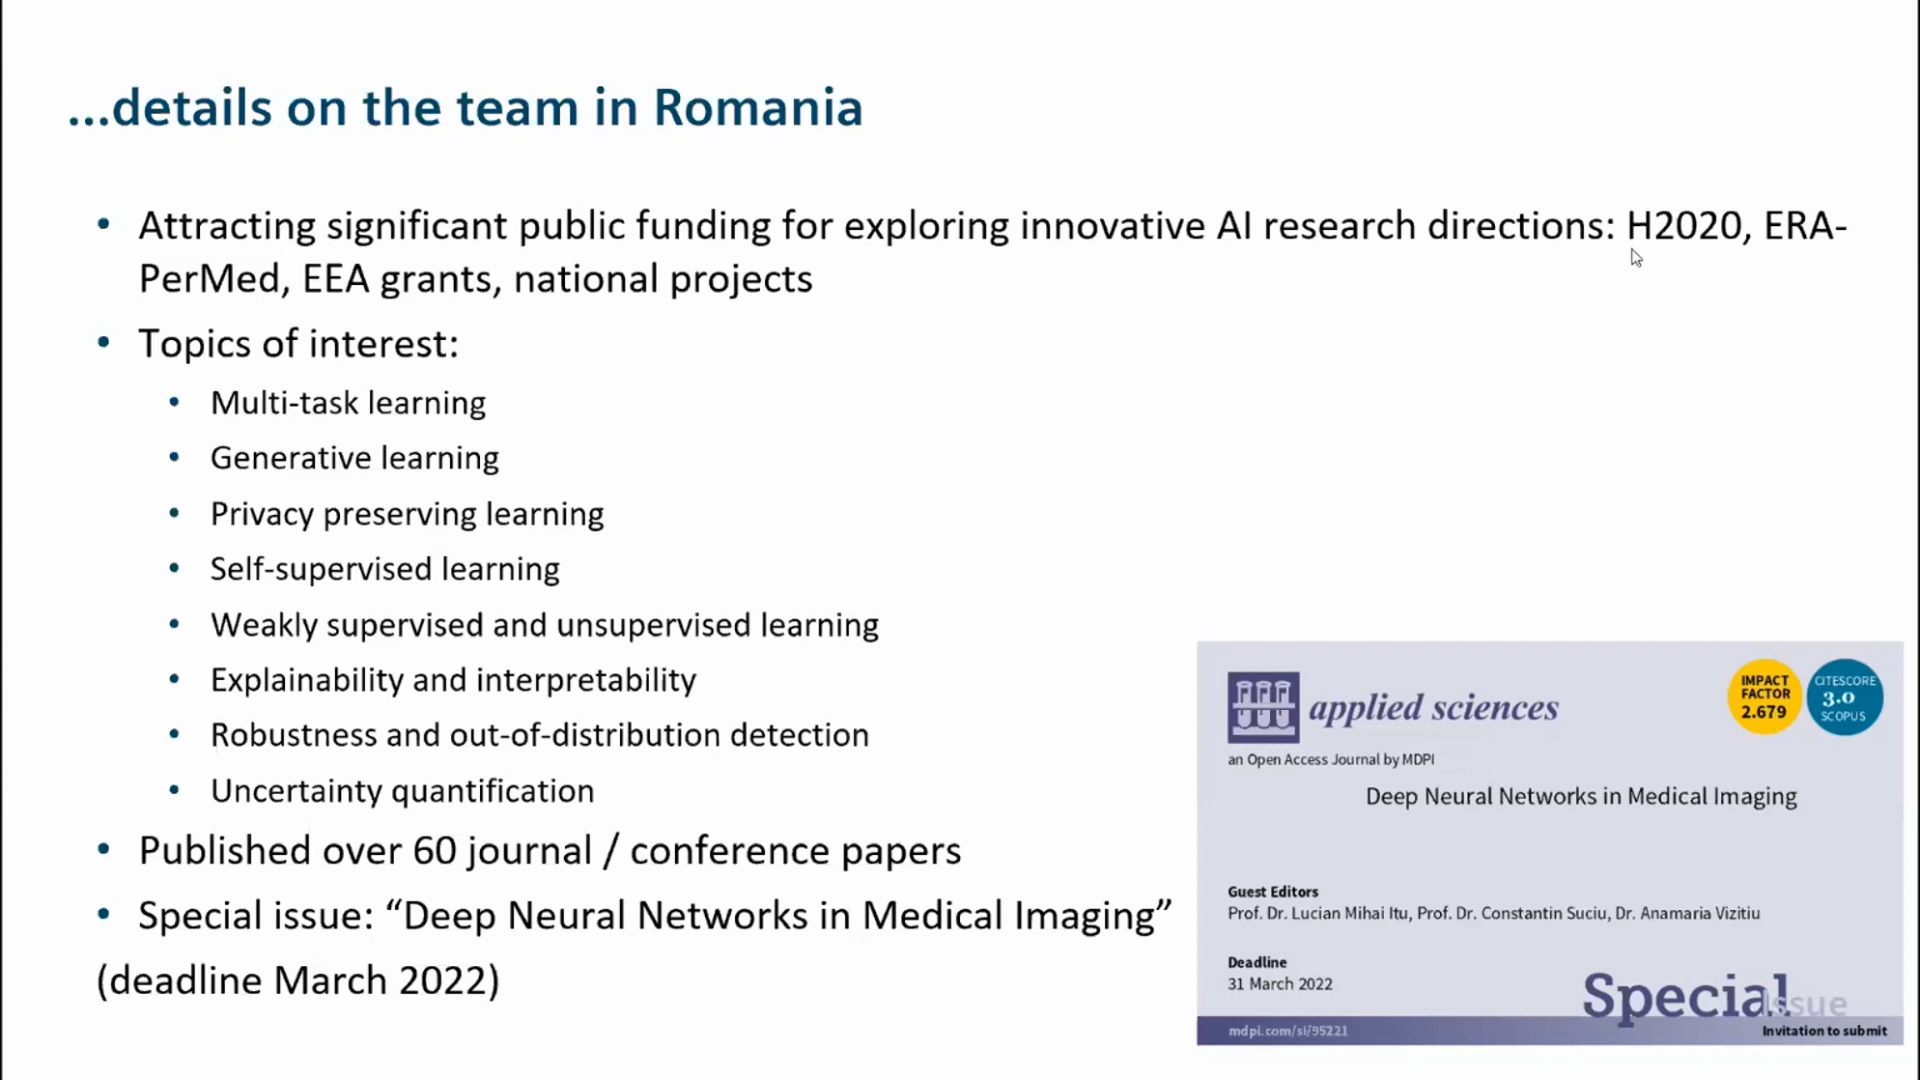 ...details on the team in Romania
• Attracting significant public funding for exploring innovative AI research directions: H2020, ERA-
PerMed, EEA grants, national projects
• Topics of interest:
• Multi-task learning
• Generative learning
• Privacy preserving learning
• Self-supervised learning
• Weakly supervised and unsupervised learning
• Explainability and interpretability
• Robustness and out-of-distribution detection
• Uncertainty quantification
• Published over 60 journal / conference papers
• Special issue: “Deep Neural Networks in Medical Imaging”
(deadline March 2022)
applied sciences
an Open Access Journal by MDPI
IMPACT
FACTOR
2.679
CITESCORE
3.0
SCOPUS
Deep Neural Networks in Medical Imaging
Guest Editors
Prof. Dr. Lucian Mihai Itu, Prof. Dr. Constantin Suciu, Dr. Anamaria Vizitiu
Deadline
31 March 2022
Special Issue
mdpi.com/si/95221
Invitation to submit